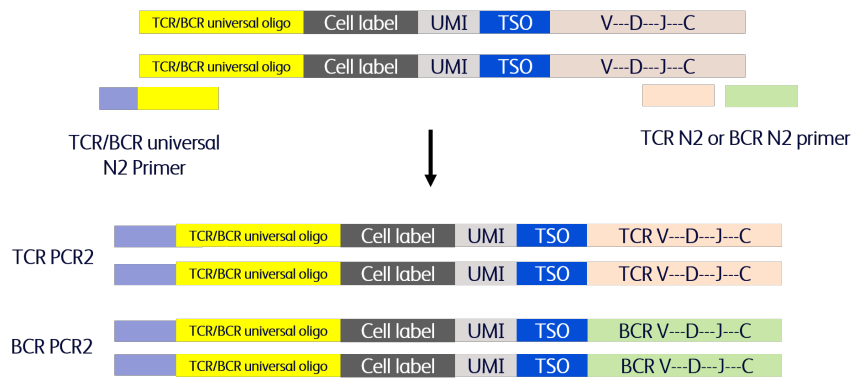 TCR/BCR universal oligo Cell label UMI TSO V---D---J---C
TCR/BCR universal oligo Cell label UMI TSO V---D---J---C
TCR/BCR universal
N2 Primer
TCR N2 or BCR N2 primer
TCR PCR2
TCR/BCR universal oligo Cell label UMI TSO TCR V---D---J---C
TCR/BCR universal oligo Cell label UMI TSO TCR V---D---J---C
BCR PCR2
TCR/BCR universal oligo Cell label UMI TSO BCR V---D---J---C
TCR/BCR universal oligo Cell label UMI TSO BCR V---D---J---C